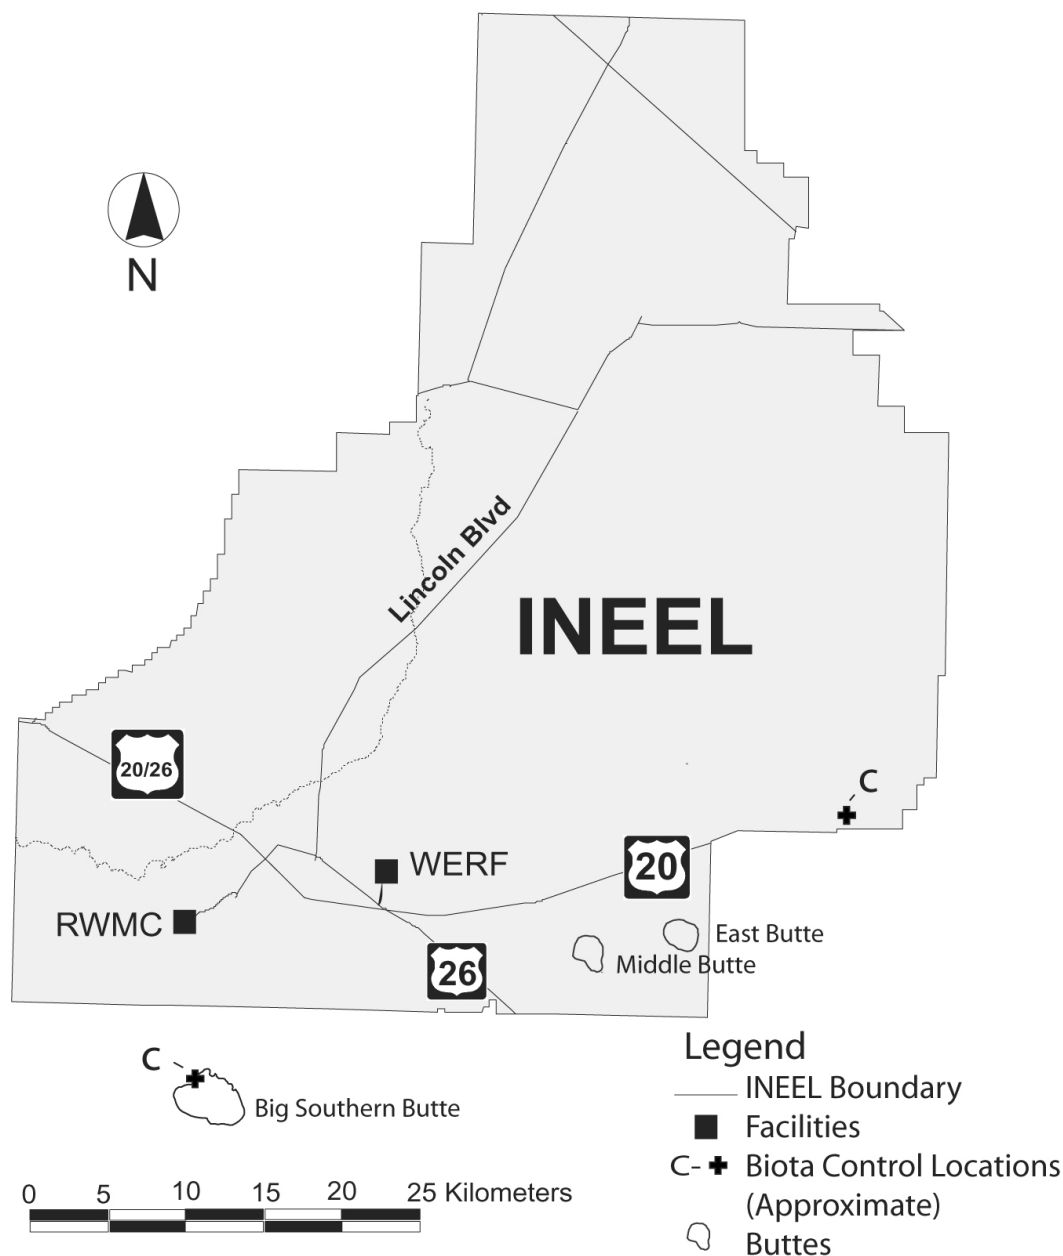 N
Lincoln Blvd
INEEL
20/26
C
WERF
20
RWMC
East Butte
Middle Butte
26
C
Big Southern Butte
Legend
INEEL Boundary
Facilities
C- Biota Control Locations
(Approximate)
Buttes
0 5 10 15 20 25 Kilometers